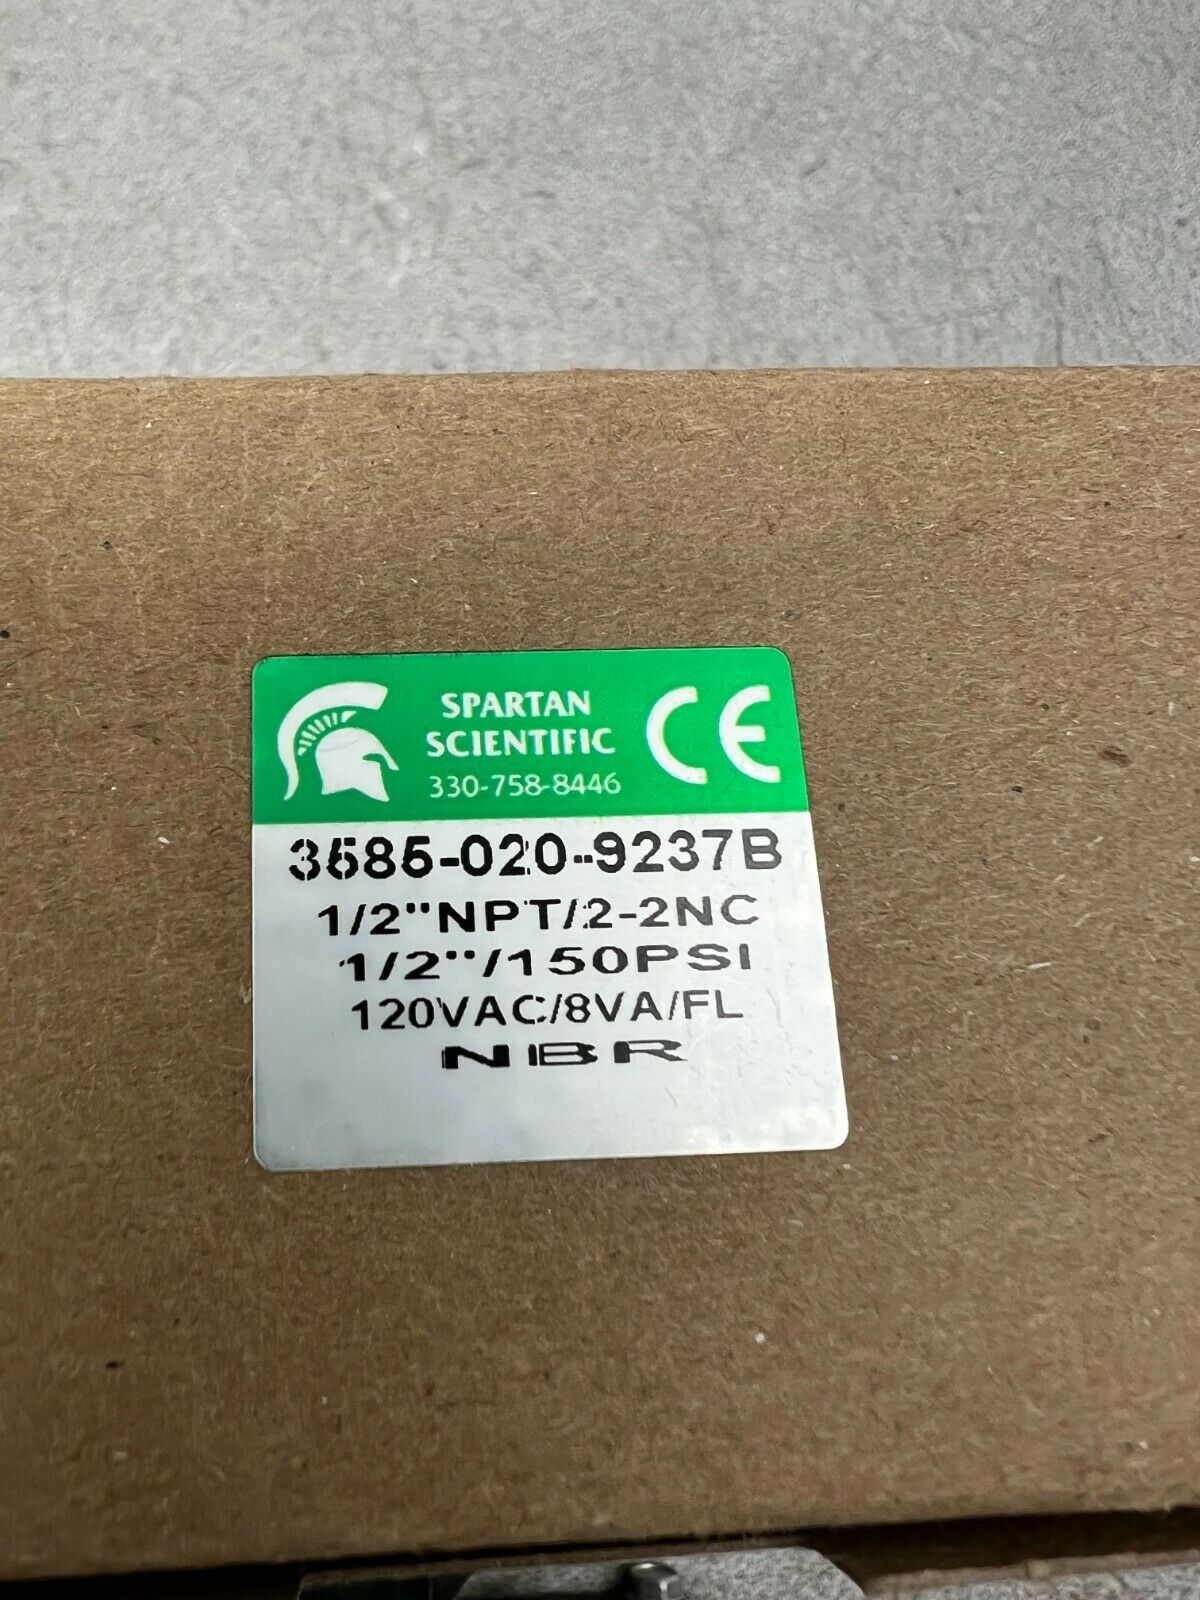 SPARTAN
SCIENTIFIC
CE
330-758-8446
3585-020-9237B
1/2"NPT/2-2NC
1/2"/150PSI
120VAC/8VA/FL
NBR